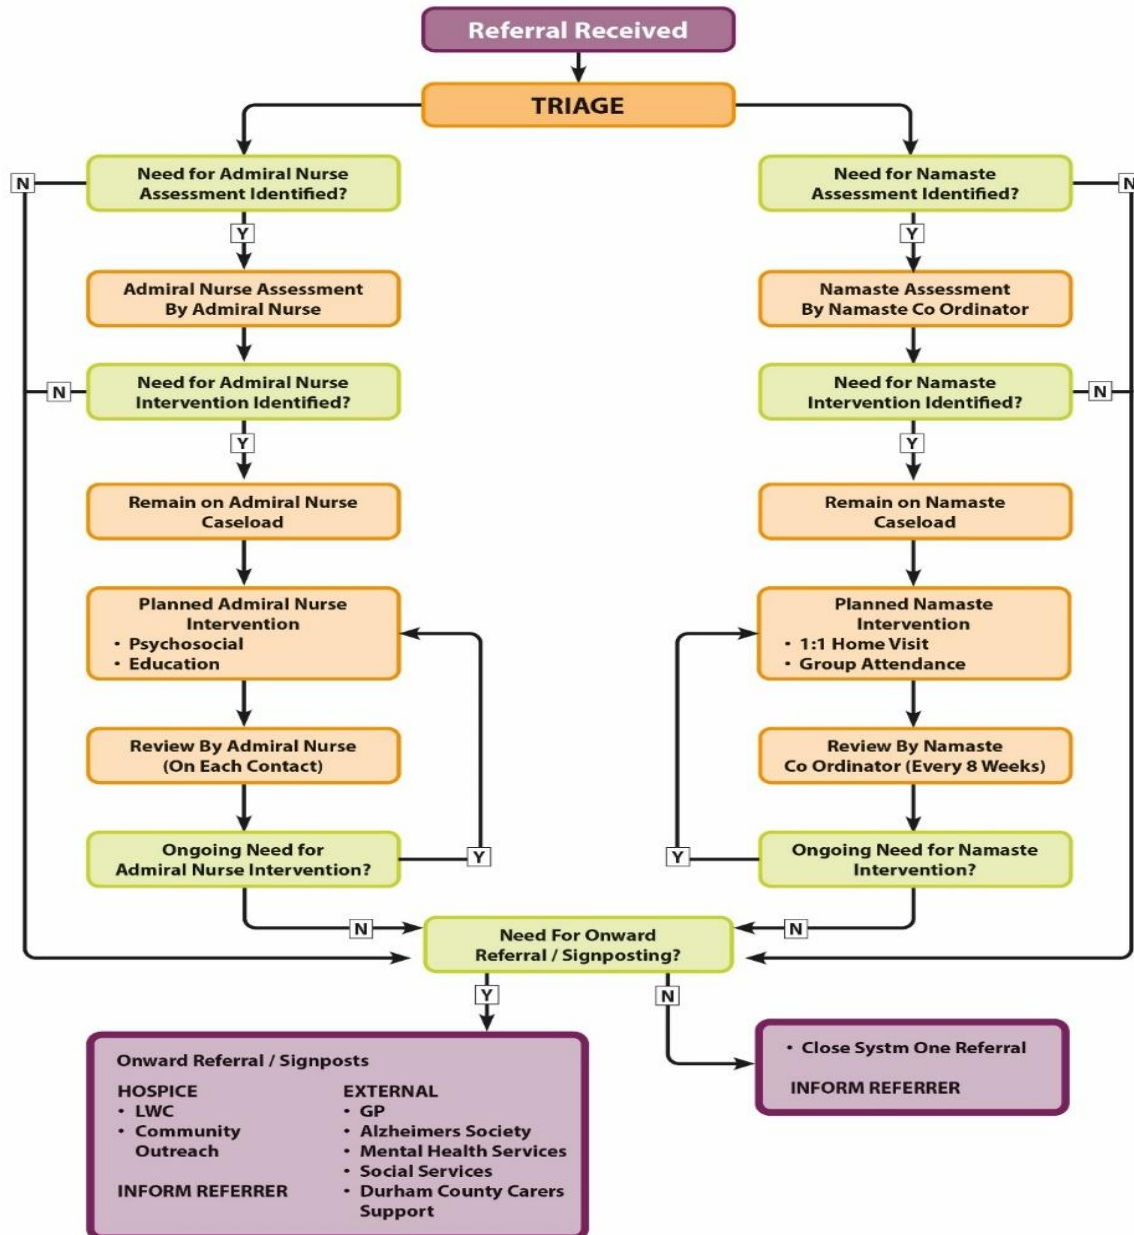 Referral Received
TRIAGE
Need for Admiral Nurse
Assessment Identified?
N
Y
Admiral Nurse Assessment
By Admiral Nurse
Need for Admiral Nurse
Intervention Identified?
N
Y
Remain on Admiral Nurse
Caseload
Planned Admiral Nurse
Intervention
• Psychosocial
• Education
Review By Admiral Nurse
(On Each Contact)
Ongoing Need for
Admiral Nurse Intervention?
Y
N
Need for Namaste
Assessment Identified?
N
Y
Namaste Assessment
By Namaste Co Ordinator
Need for Namaste
Intervention Identified?
N
Y
Remain on Namaste
Caseload
Planned Namaste
Intervention
• 1:1 Home Visit
• Group Attendance
Review By Namaste
Co Ordinator (Every 8 Weeks)
Ongoing Need for Namaste
Intervention?
Y
N
Need For Onward
Referral / Signposting?
Y
N
Onward Referral / Signposts
HOSPICE
• LWC
• Community
Outreach
INFORM REFERRER
EXTERNAL
• GP
• Alzheimers Society
• Mental Health Services
• Social Services
• Durham County Carers
Support
• Close Systm One Referral
INFORM REFERRER